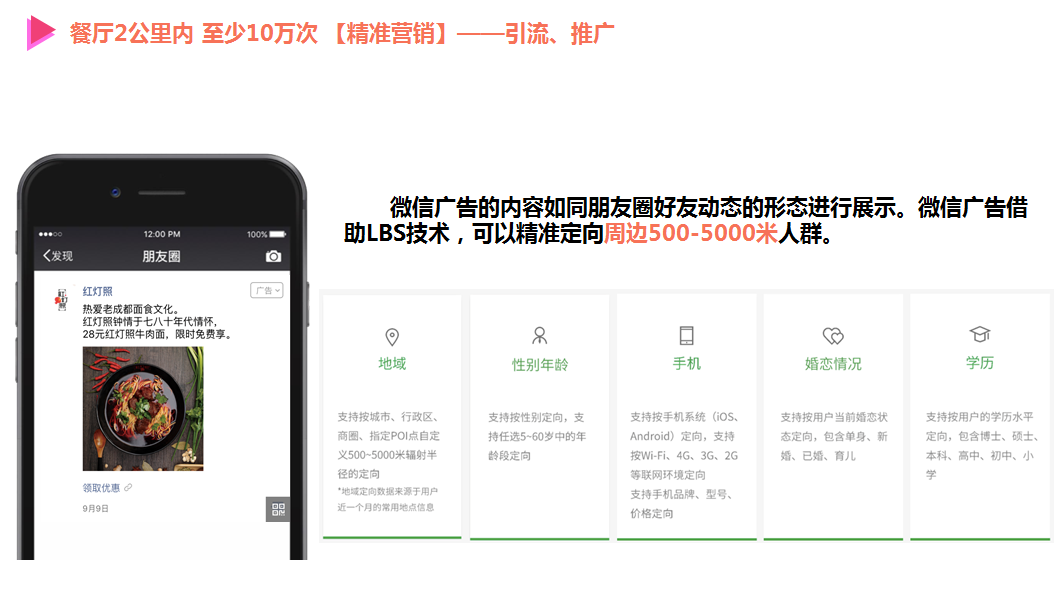 餐厅2公里内 至少10万次 【精准营销】——引流、推广
微信广告的内容如同朋友圈好友动态的形态进行展示。微信广告借
助LBS技术，可以精准定向周边500-5000米人群。
12:00 PM
100%
发现
朋友圈
红灯照
广告
热爱老成都面食文化。
红灯照钟情于七八十年代情怀，
28元红灯照牛肉面，限时免费享。
领取优惠
9月9日
地域
支持按城市、行政区、
商圈、指定POI点自定
义500~5000米辐射半
径的定向
*地域定向数据来源于用户
近一个月的常用地点信息
性别年龄
支持按性别定向，支
持任选5~60岁中的年
龄段定向
手机
支持按手机系统（iOS、
Android）定向，支持
按Wi-Fi、4G、3G、2G
等联网环境定向
支持手机品牌、型号、
价格定向
婚恋情况
支持按用户当前婚恋状
态定向，包含单身、新
婚、已婚、育儿
学历
支持按用户的学历水平
定向，包含博士、硕士、
本科、高中、初中、小
学